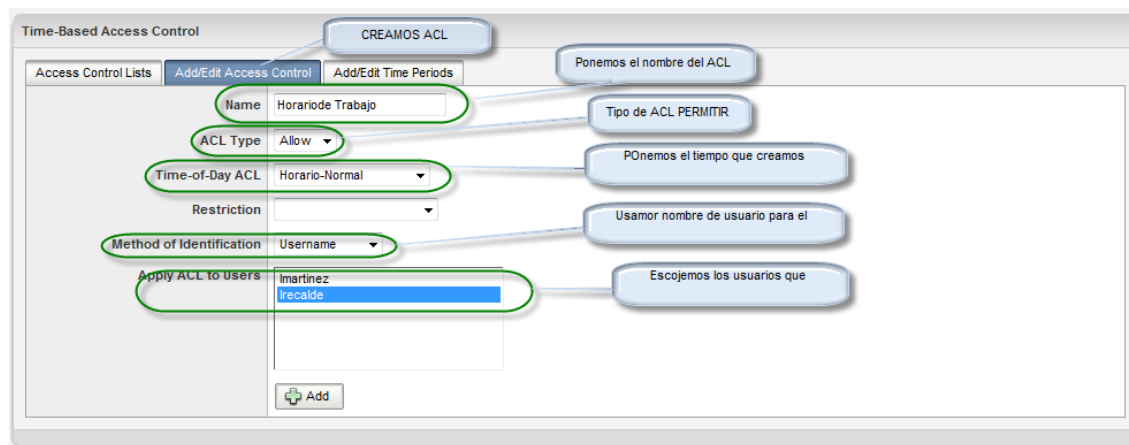 Time-Based Access Control
CREAMOS ACL
Access Control Lists
Add/Edit Access Control
Add/Edit Time Periods
Ponemos el nombre del ACL
Name
Horariode Trabajo
Tipo de ACL PERMITIR
ACL Type
Allow
POnemos el tiempo que creamos
Time-of-Day ACL
Horario-Normal
Restriction
Usamor nombre de usuario para el
Method of Identification
Username
Apply ACL to Users
lmartinez
lrecalde
Escojemos los usuarios que
Add